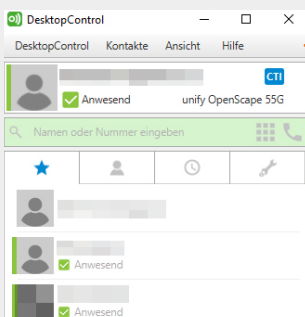 DesktopControl
DesktopControl Kontakte Ansicht Hilfe
CTI
Anwesend unify OpenScape 55G
Namen oder Nummer eingeben
Anwesend
Anwesend